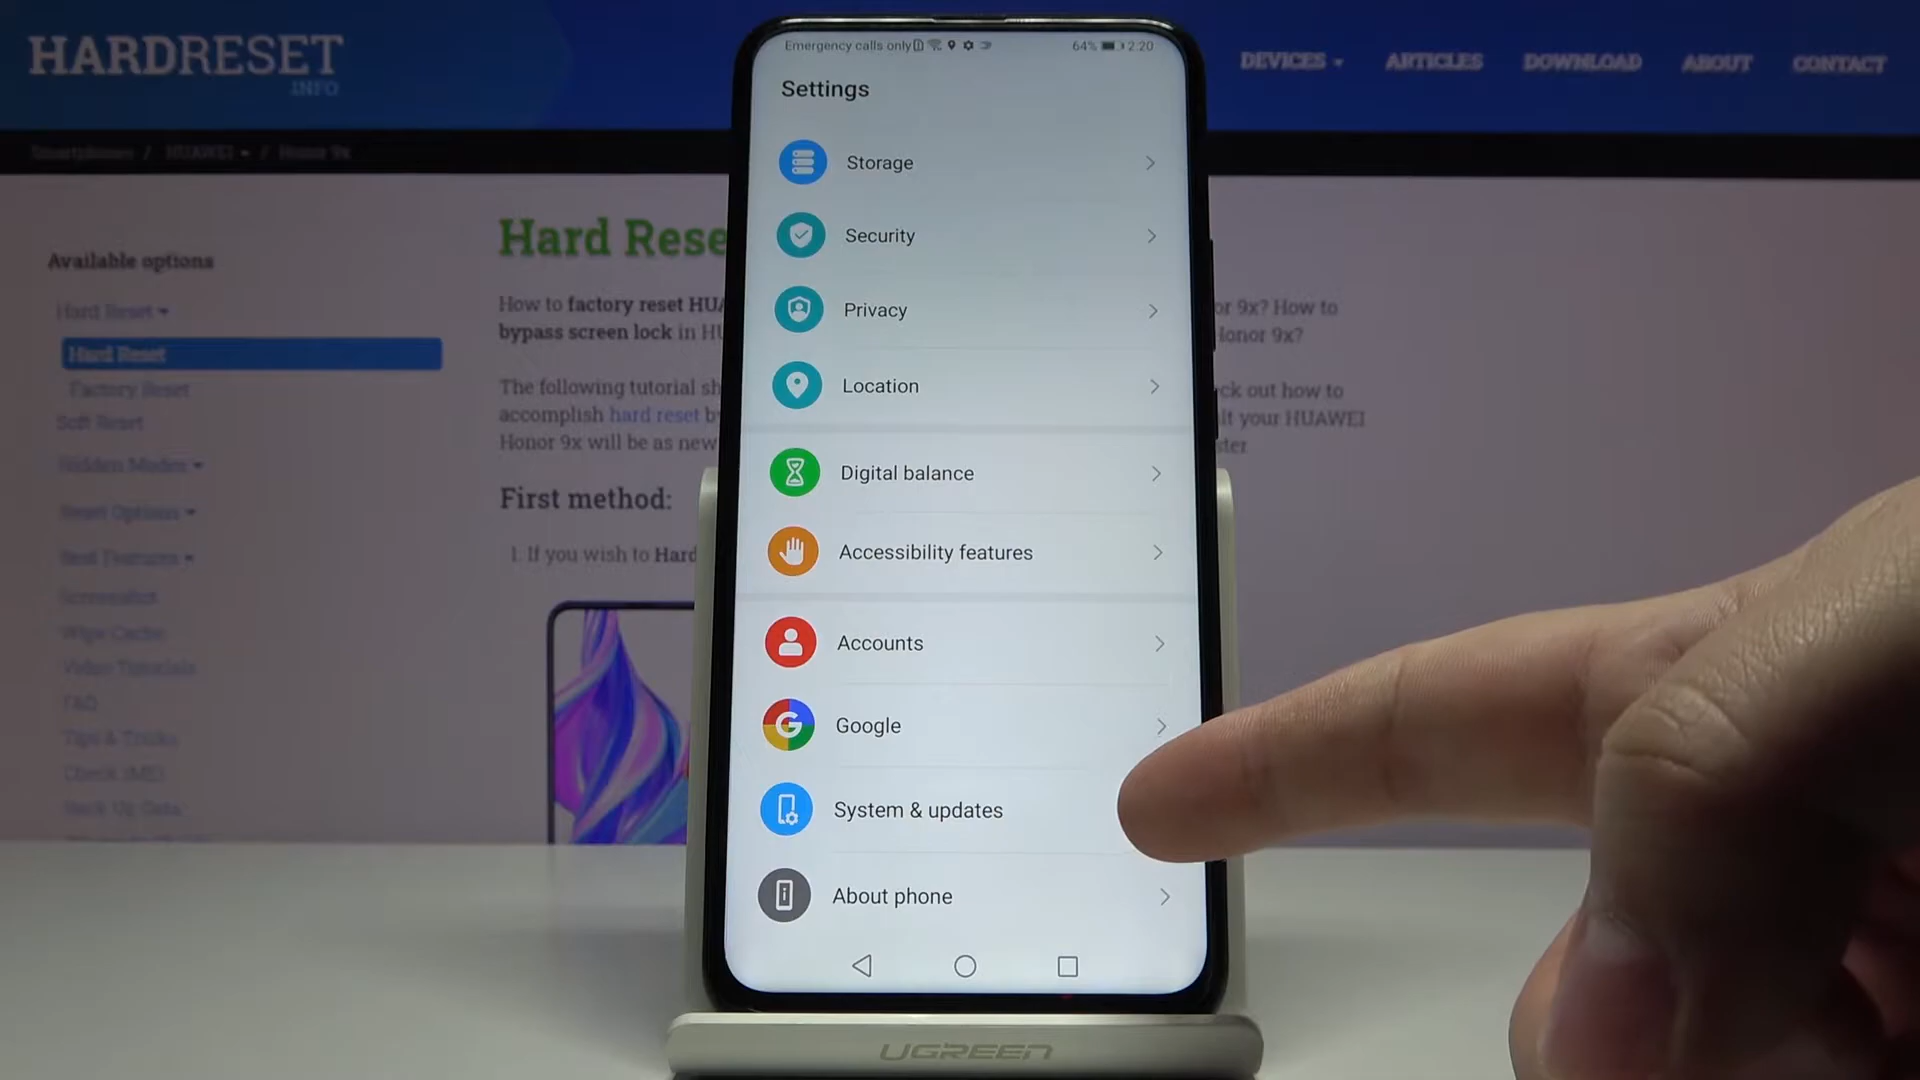 HARDRESET
.INFO
DEVICES
ARTICLES
DOWNLOAD
ABOUT
CONTACT
Smartphones / HUAWEI / Honor 9x
Available options
Hard Reset
Hard Reset
Factory Reset
Soft Reset
Hidden Modes
Reset Options
Best Features
Screenshot
Wipe Cache
Video Tutorials
FAQ
Tips & Tricks
Check IMEI
Back Up Data
Hard Rese
How to factory reset HUA
or 9x? How to
bypass screen lock in HU
Honor 9x?
The following tutorial sh
ck out how to
accomplish hard reset b
lt your HUAWEI
Honor 9x will be as new
ster
First method:
1. If you wish to Hard
Emergency calls only
64%
2:20
Settings
Storage
Security
Privacy
Location
Digital balance
Accessibility features
Accounts
Google
System & updates
About phone
UGREEN